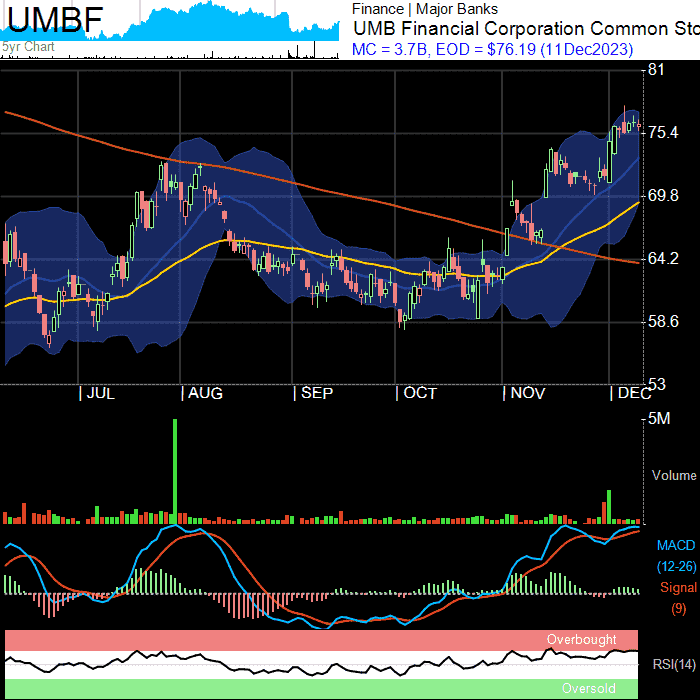 UMBF
5yr Chart
Finance | Major Banks
UMB Financial Corporation Common Sto
MC = 3.7B, EOD = $76.19 (11Dec2023)
81
75.4
69.8
64.2
58.6
53
| JUL | AUG | SEP | OCT | NOV | DEC
5M
Volume
MACD
(12-26)
Signal
(9)
Overbought
RSI(14)
Oversold